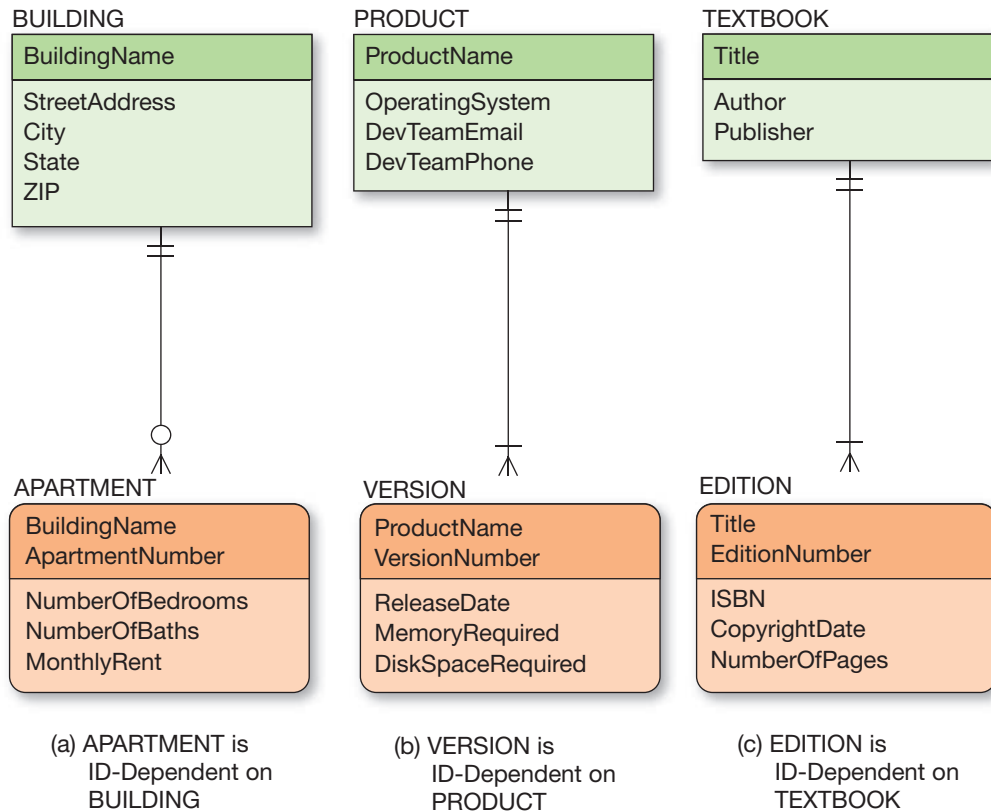 BUILDING
BuildingName
StreetAddress
City
State
ZIP
APARTMENT
BuildingName
ApartmentNumber
NumberOfBedrooms
NumberOfBaths
MonthlyRent
(a) APARTMENT is
ID-Dependent on
BUILDING
PRODUCT
ProductName
OperatingSystem
DevTeamEmail
DevTeamPhone
VERSION
ProductName
VersionNumber
ReleaseDate
MemoryRequired
DiskSpaceRequired
(b) VERSION is
ID-Dependent on
PRODUCT
TEXTBOOK
Title
Author
Publisher
EDITION
Title
EditionNumber
ISBN
CopyrightDate
NumberOfPages
(c) EDITION is
ID-Dependent on
TEXTBOOK